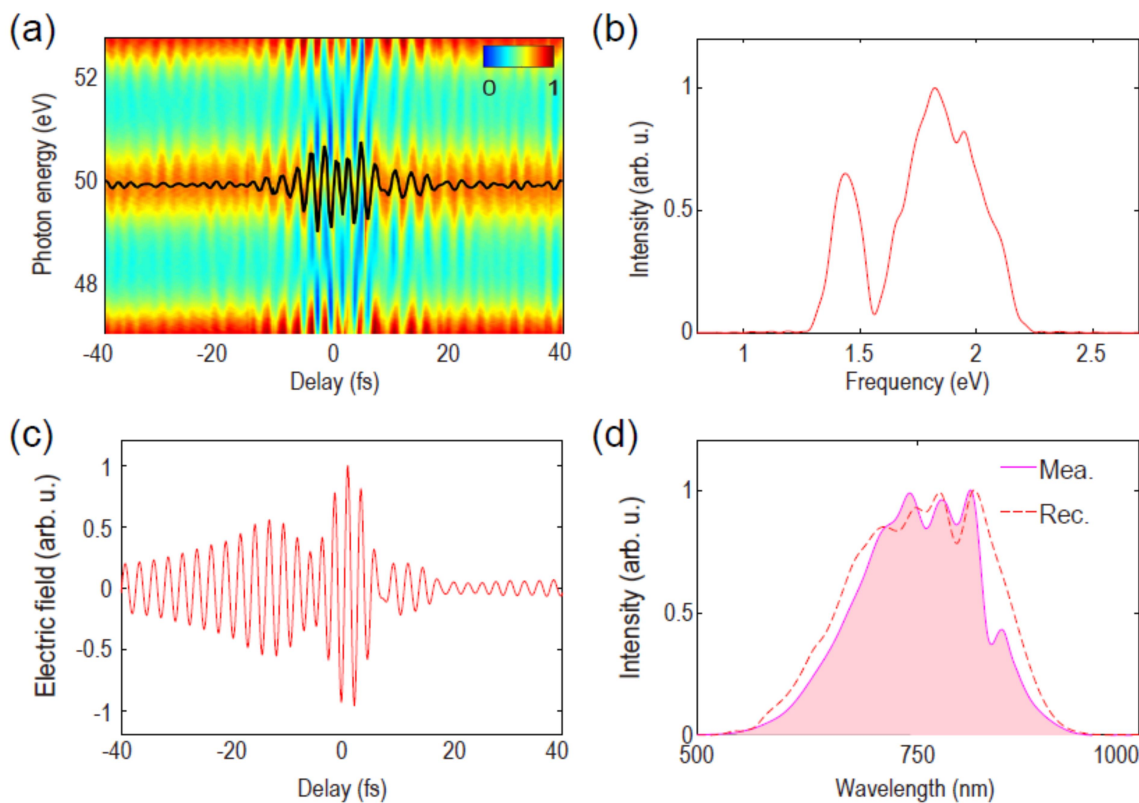 (a)
52
50
48
Photon energy (eV)
0 1
-40 -20 0 20 40
Delay (fs)
(b)
1
0.5
0
Intensity (arb. u.)
1 1.5 2 2.5
Frequency (eV)
(c)
1
0.5
0
-0.5
-1
Electric field (arb. u.)
-40 -20 0 20 40
Delay (fs)
(d)
Mea.
Rec.
1
0.5
0
Intensity (arb. u.)
500 750 1000
Wavelength (nm)